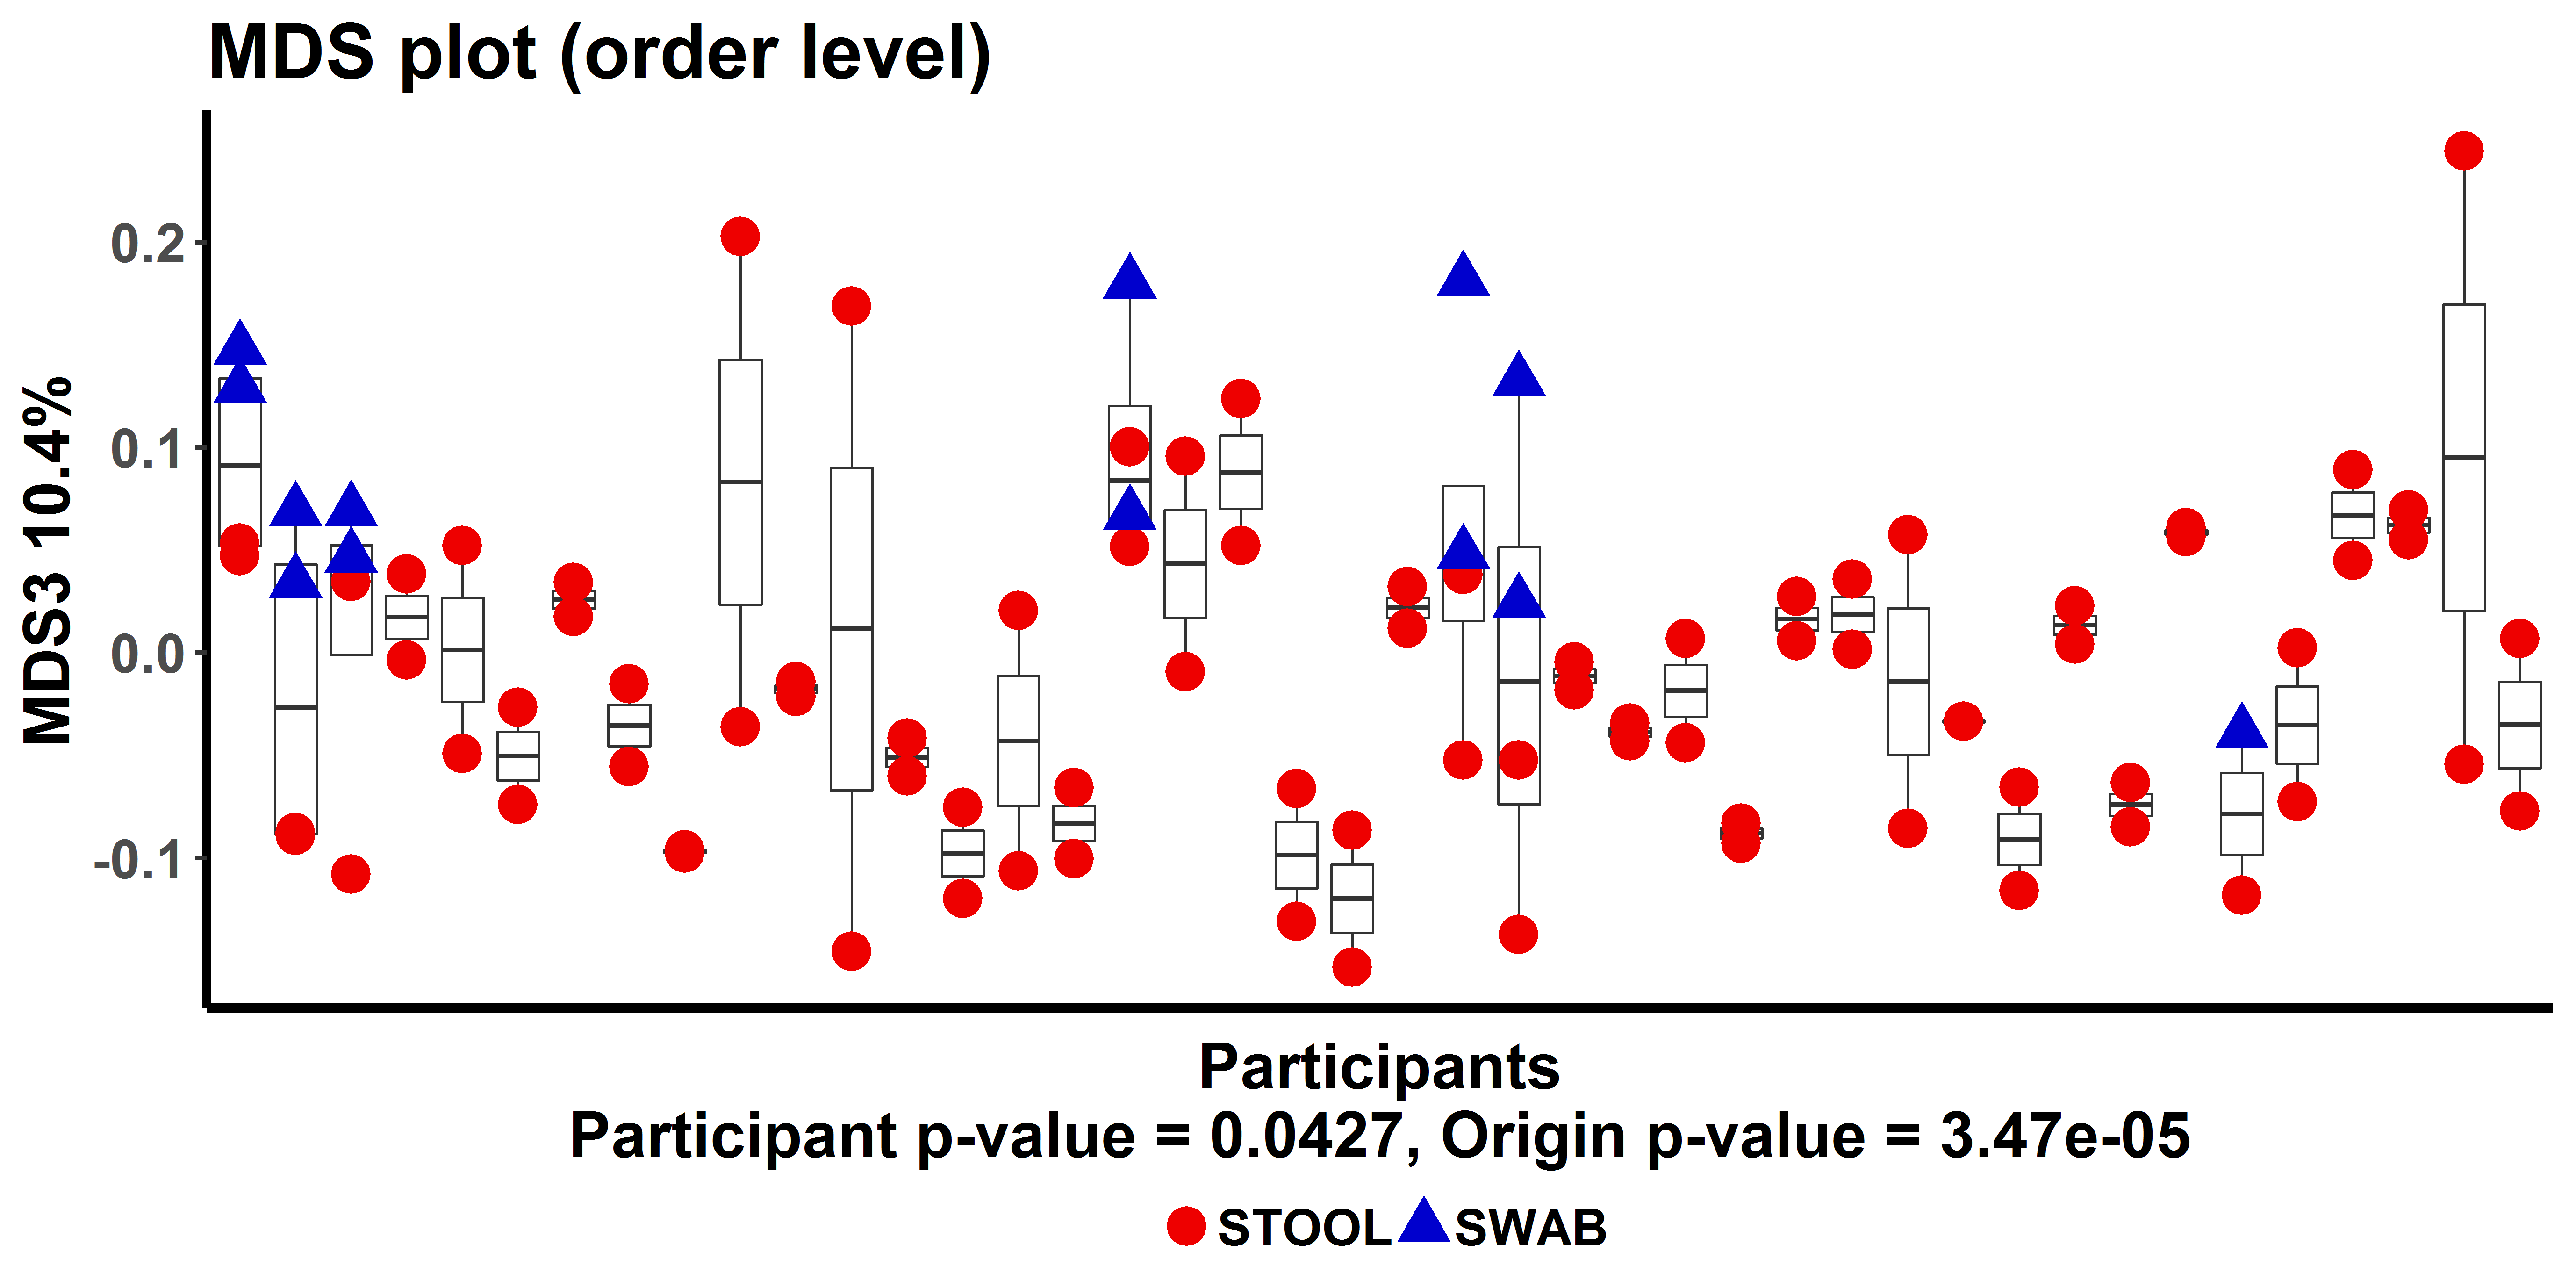 MDS plot (order level)
MDS3 10.4%
0.2
0.1
0.0
-0.1
Participants
Participant p-value = 0.0427, Origin p-value = 3.47e-05
STOOL SWAB